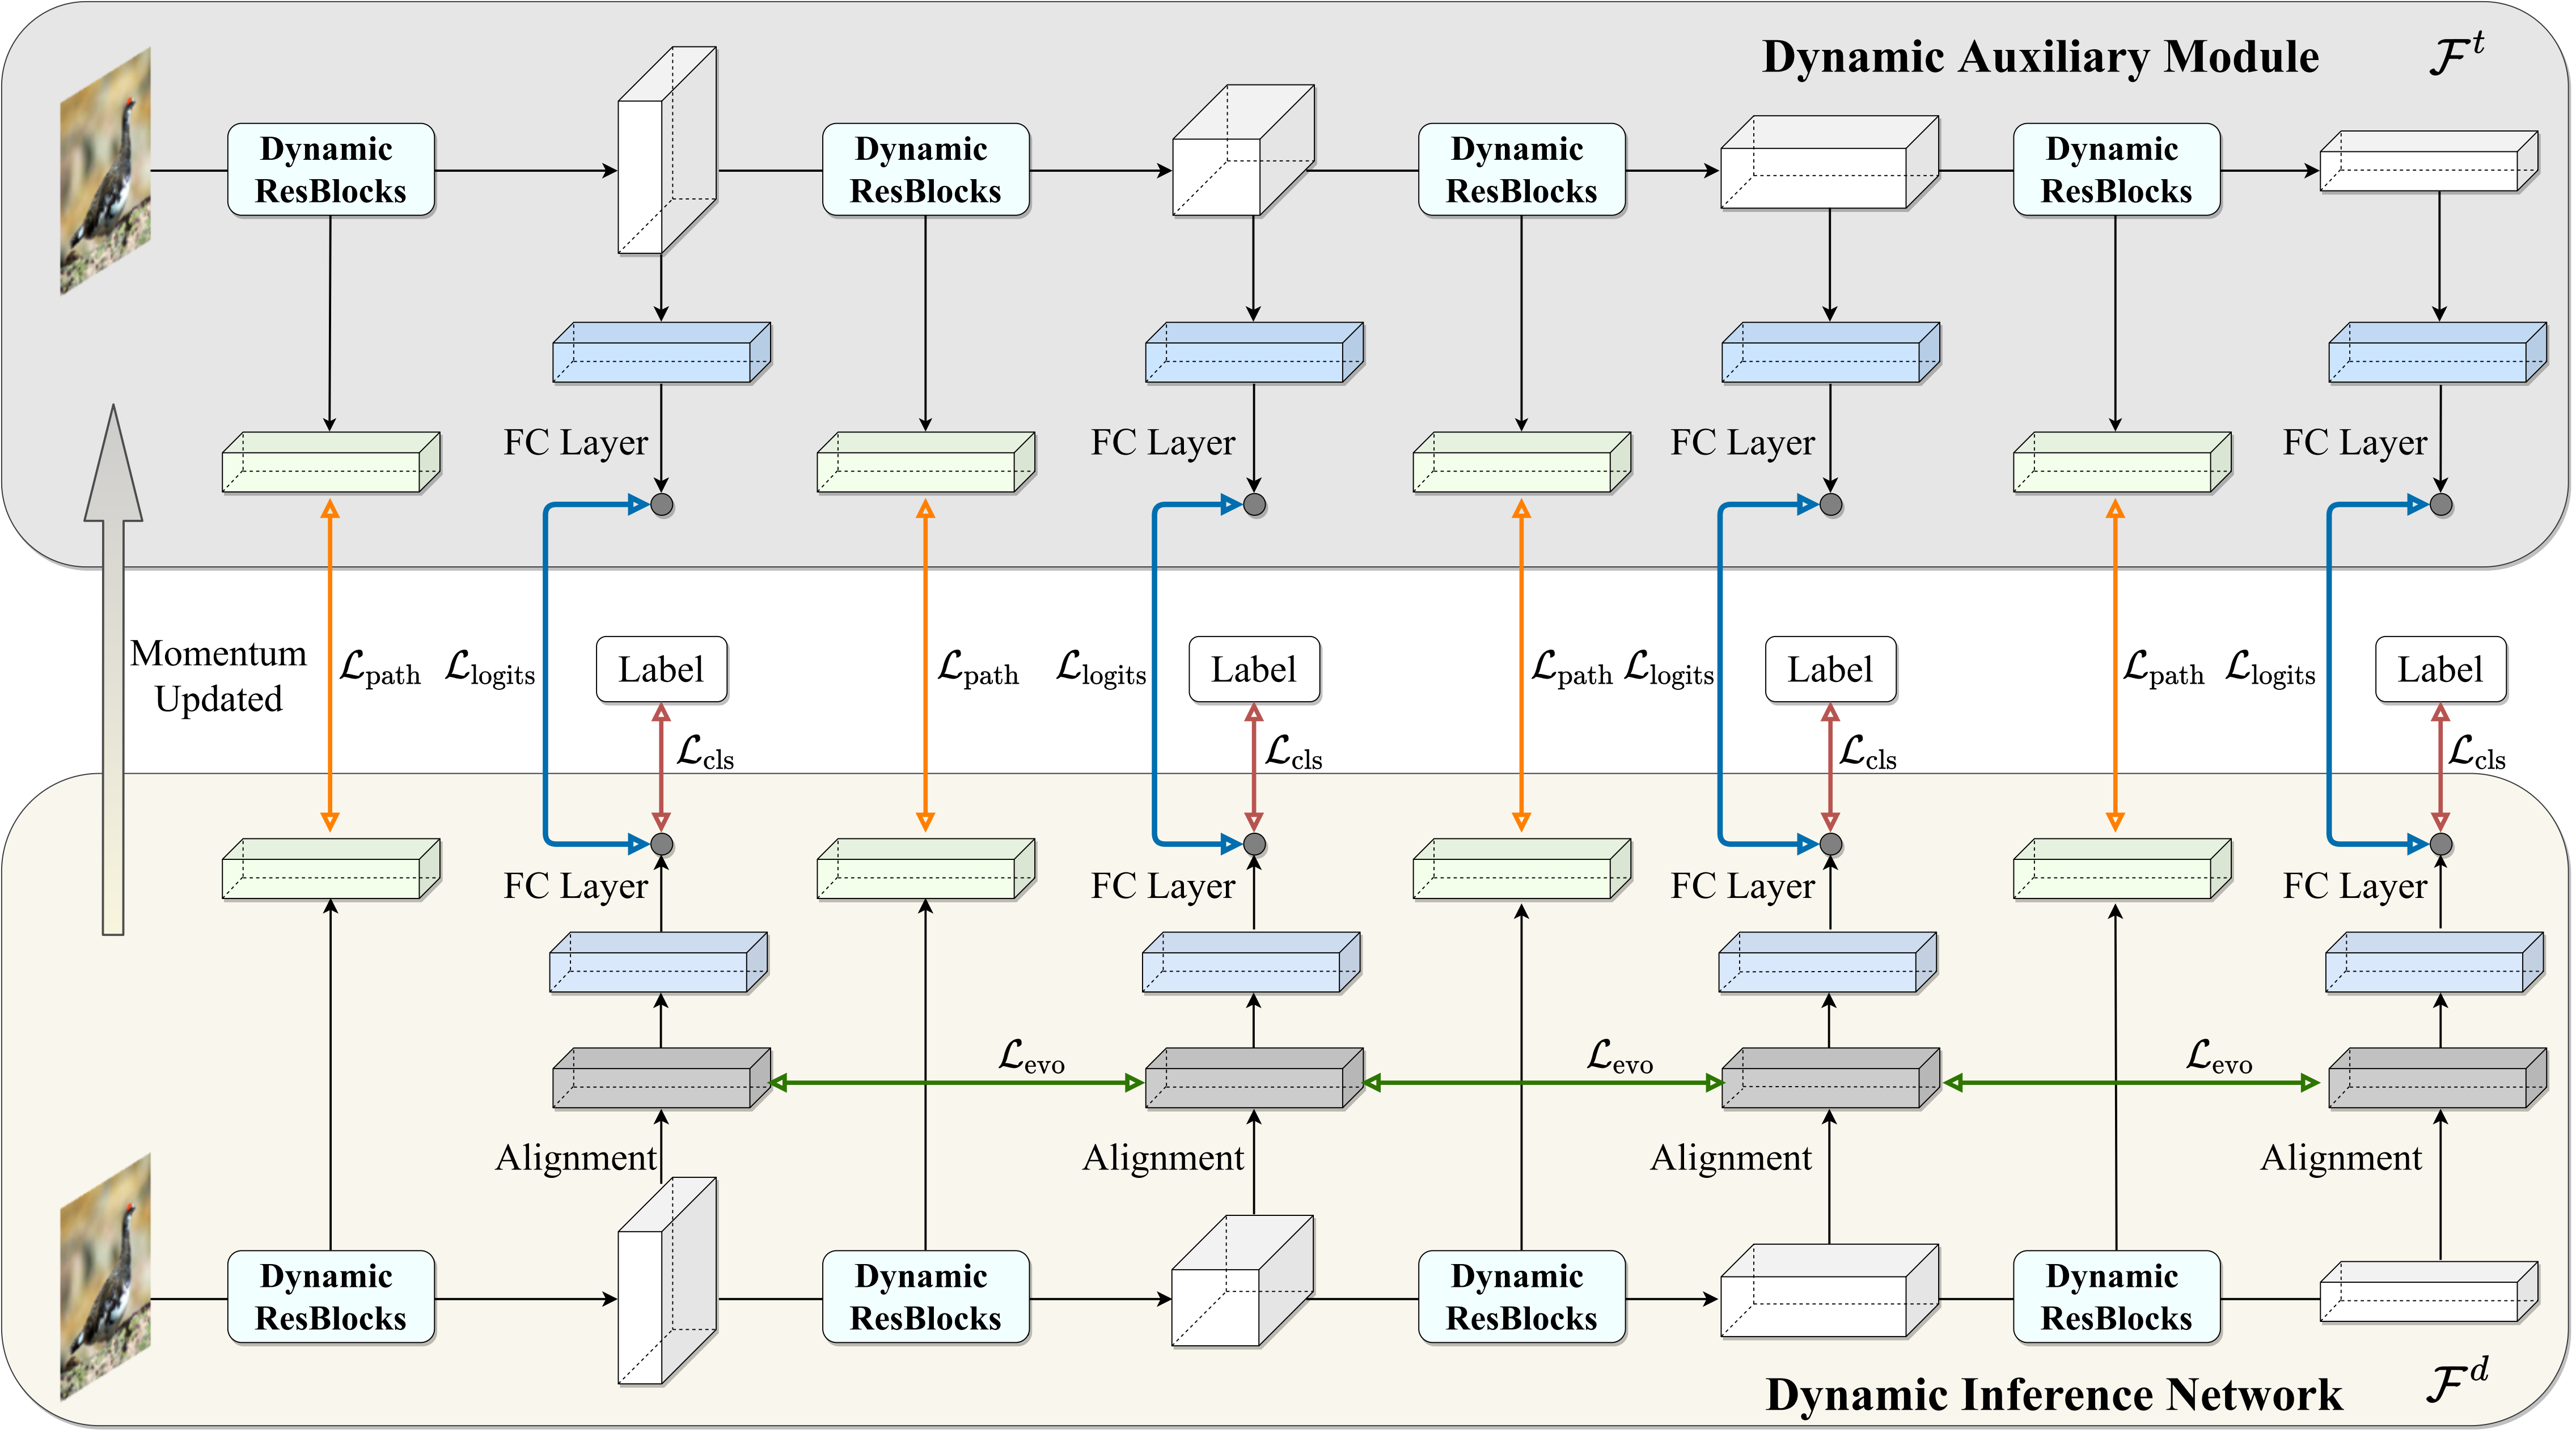 Dynamic Auxiliary Module
ℱᵗ
Dynamic
ResBlocks
Dynamic
ResBlocks
Dynamic
ResBlocks
Dynamic
ResBlocks
FC Layer
FC Layer
FC Layer
FC Layer
Momentum
Updated
ℒpath
ℒlogits
Label
ℒpath
ℒlogits
Label
ℒpath
ℒlogits
Label
ℒpath
ℒlogits
Label
ℒcls
ℒcls
ℒcls
ℒcls
FC Layer
FC Layer
FC Layer
FC Layer
ℒevo
ℒevo
ℒevo
Alignment
Alignment
Alignment
Alignment
Dynamic
ResBlocks
Dynamic
ResBlocks
Dynamic
ResBlocks
Dynamic
ResBlocks
Dynamic Inference Network
ℱᵈ